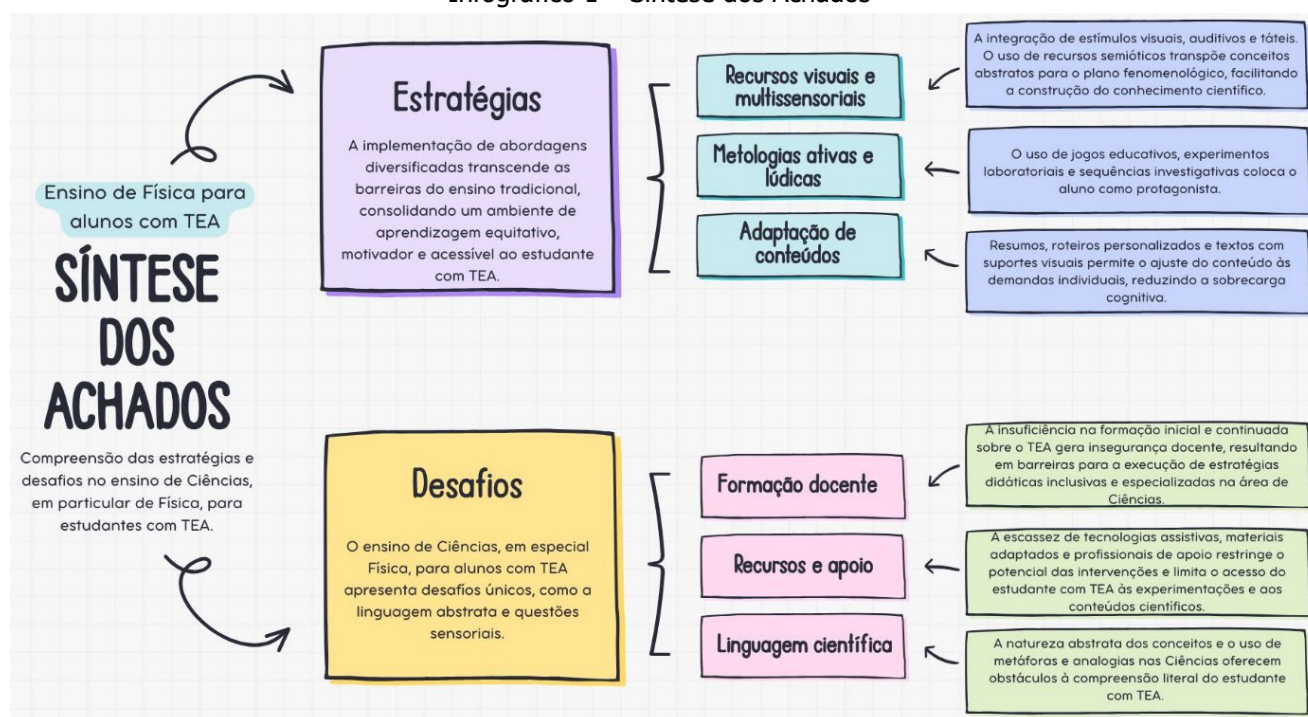 Infográfico 1 – Síntese dos Achados
Ensino de Física para
alunos com TEA
SÍNTESE
DOS
ACHADOS
Compreensão das estratégias e
desafios no ensino de Ciências,
em particular de Física, para
estudantes com TEA.
Estratégias
A implementação de abordagens
diversificadas transcende as
barreiras do ensino tradicional,
consolidando um ambiente de
aprendizagem equitativo,
motivador e acessível ao estudante
com TEA.
Recursos visuais e
multissensoriais
A integração de estímulos visuais, auditivos e táteis.
O uso de recursos semióticos transpõe conceitos
abstratos para o plano fenomenológico, facilitando
a construção do conhecimento científico.
Metologias ativas e
lúdicas
O uso de jogos educativos, experimentos
laboratoriais e sequências investigativas coloca o
aluno como protagonista.
Adaptação de
conteúdos
Resumos, roteiros personalizados e textos com
suportes visuais permite o ajuste do conteúdo às
demandas individuais, reduzindo a sobrecarga
cognitiva.
Desafios
O ensino de Ciências, em especial
Física, para alunos com TEA
apresenta desafios únicos, como a
linguagem abstrata e questões
sensoriais.
Formação docente
A insuficiência na formação inicial e continuada
sobre o TEA gera insegurança docente, resultando
em barreiras para a execução de estratégias
didáticas inclusivas e especializadas na área de
Ciências.
Recursos e apoio
A escassez de tecnologias assistivas, materiais
adaptados e profissionais de apoio restringe o
potencial das intervenções e limita o acesso do
estudante com TEA às experimentações e aos
conteúdos científicos.
Linguagem científica
A natureza abstrata dos conceitos e o uso de
metáforas e analogias nas Ciências oferecem
obstáculos à compreensão literal do estudante
com TEA.